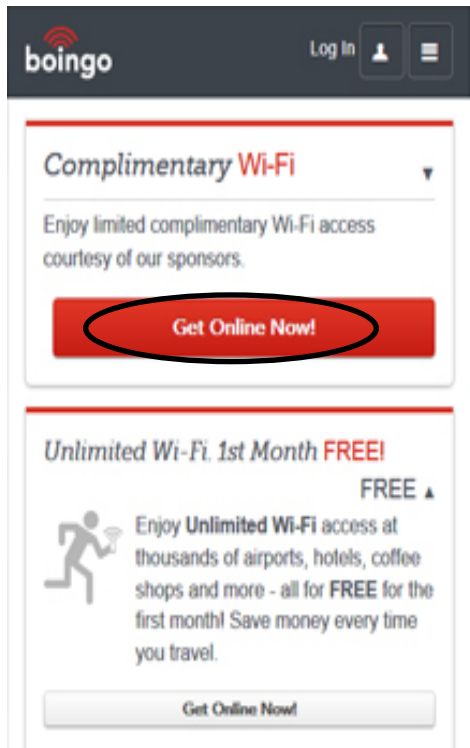 boingo
Log In
Complimentary Wi-Fi
Enjoy limited complimentary Wi-Fi access
courtesy of our sponsors.
Get Online Now!
Unlimited Wi-Fi. 1st Month FREE!
FREE
Enjoy Unlimited Wi-Fi access at
thousands of airports, hotels, coffee
shops and more - all for FREE for the
first month! Save money every time
you travel.
Get Online Now!